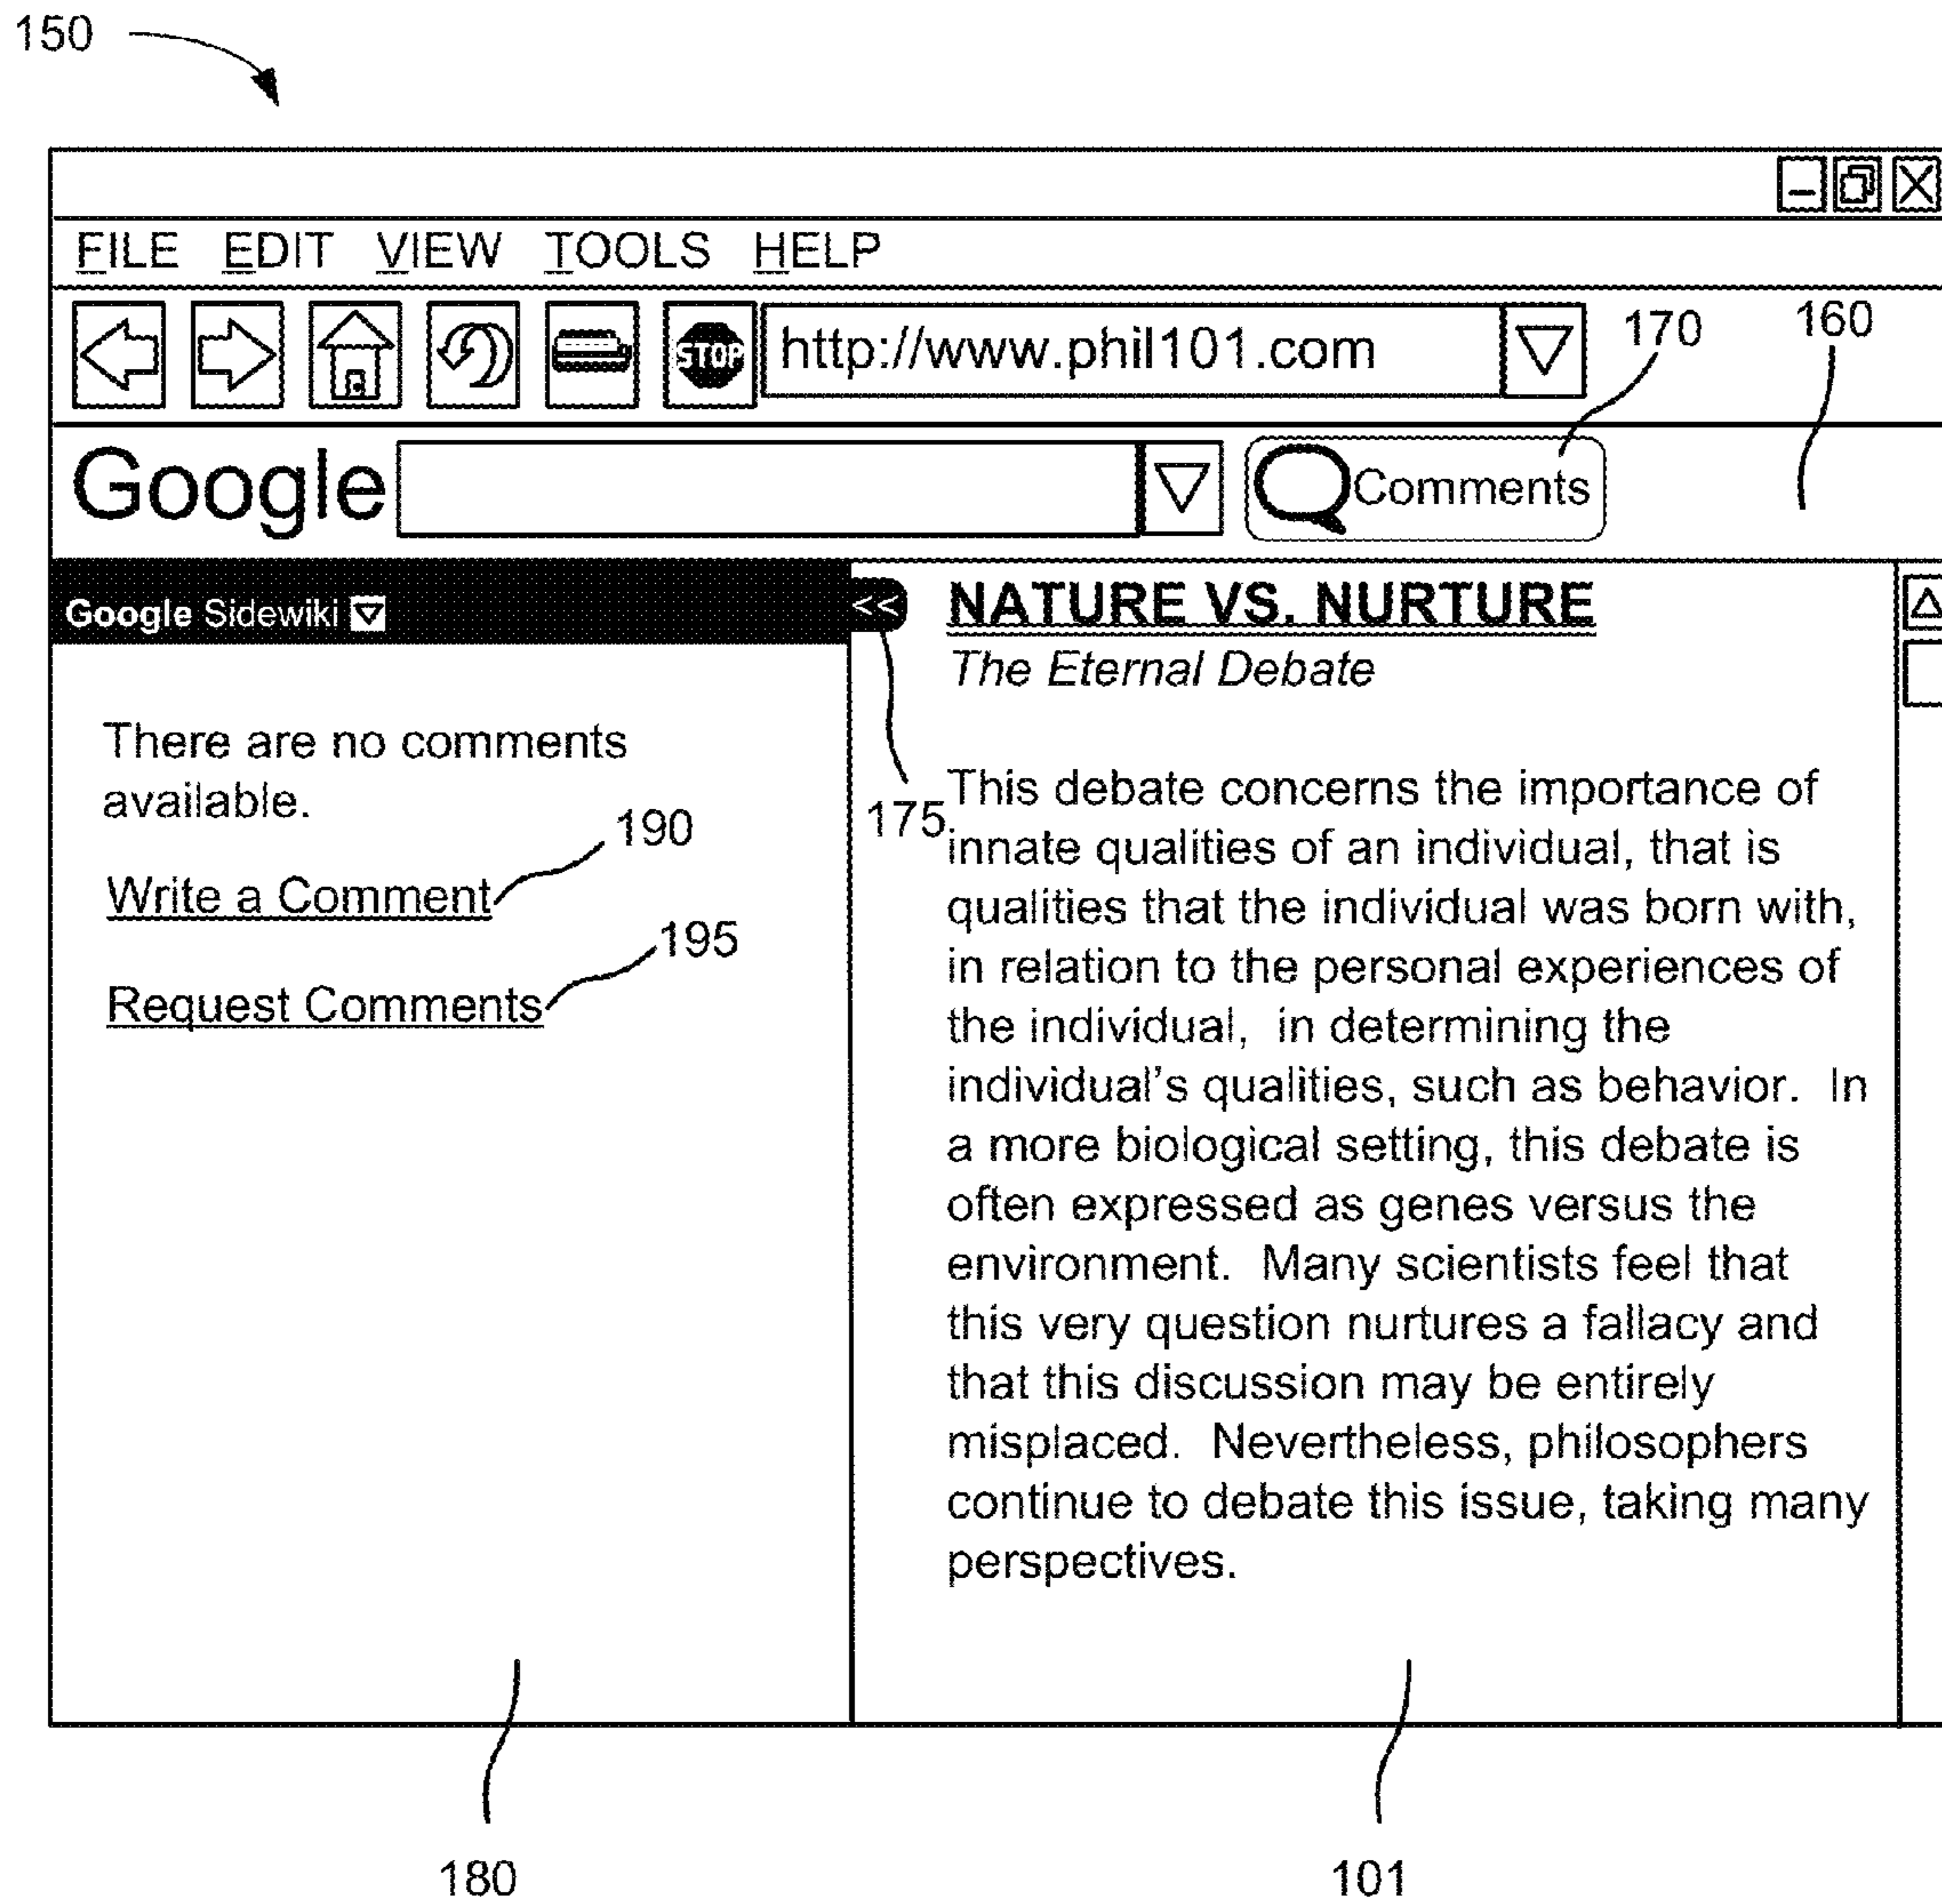 150
FILE EDIT VIEW TOOLS HELP
STOP
http://www.phil101.com
170
160
Google
Comments
Google Sidewiki
<<
NATURE VS. NURTURE
The Eternal Debate
There are no comments
available.
190
Write a Comment
195
Request Comments
175
This debate concerns the importance of
innate qualities of an individual, that is
qualities that the individual was born with,
in relation to the personal experiences of
the individual, in determining the
individual's qualities, such as behavior. In
a more biological setting, this debate is
often expressed as genes versus the
environment. Many scientists feel that
this very question nurtures a fallacy and
that this discussion may be entirely
misplaced. Nevertheless, philosophers
continue to debate this issue, taking many
perspectives.
180
101